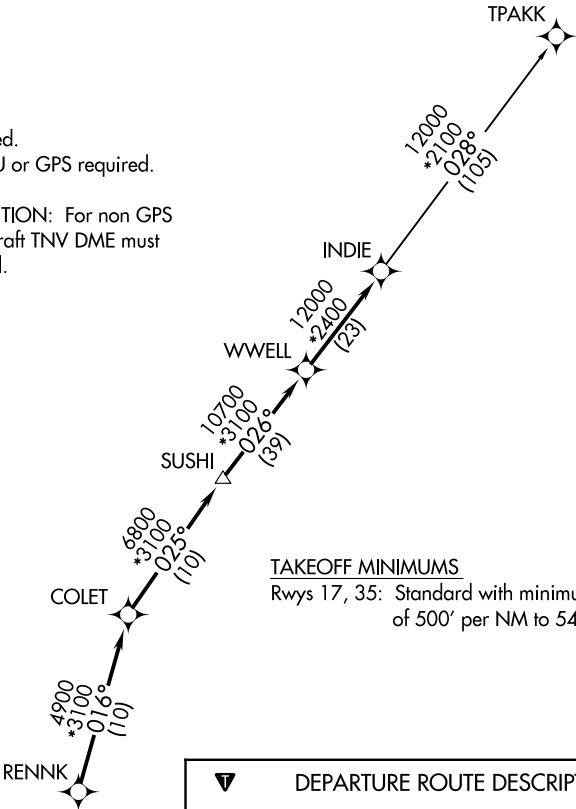 TPAKK
12000
*2100
028°
(105)
ed.
U or GPS required.
TION: For non GPS
raft TNV DME must
INDIE
12000
*2400
(23)
WWELL
10700
*3100
026°
(39)
SUSHI
6800
*3100
025°
(10)
TAKEOFF MINIMUMS
Rwys 17, 35: Standard with minimu
of 500' per NM to 54
COLET
4900
*3100
016°
(10)
RENNK
T
DEPARTURE ROUTE DESCRIPT